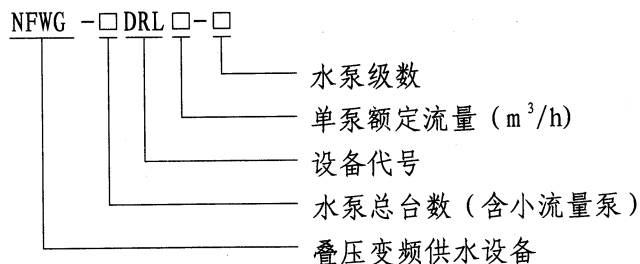 NFWG-□DRL□-□
水泵级数
单泵额定流量(m³/h)
设备代号
水泵总台数(含小流量泵)
叠压变频供水设备